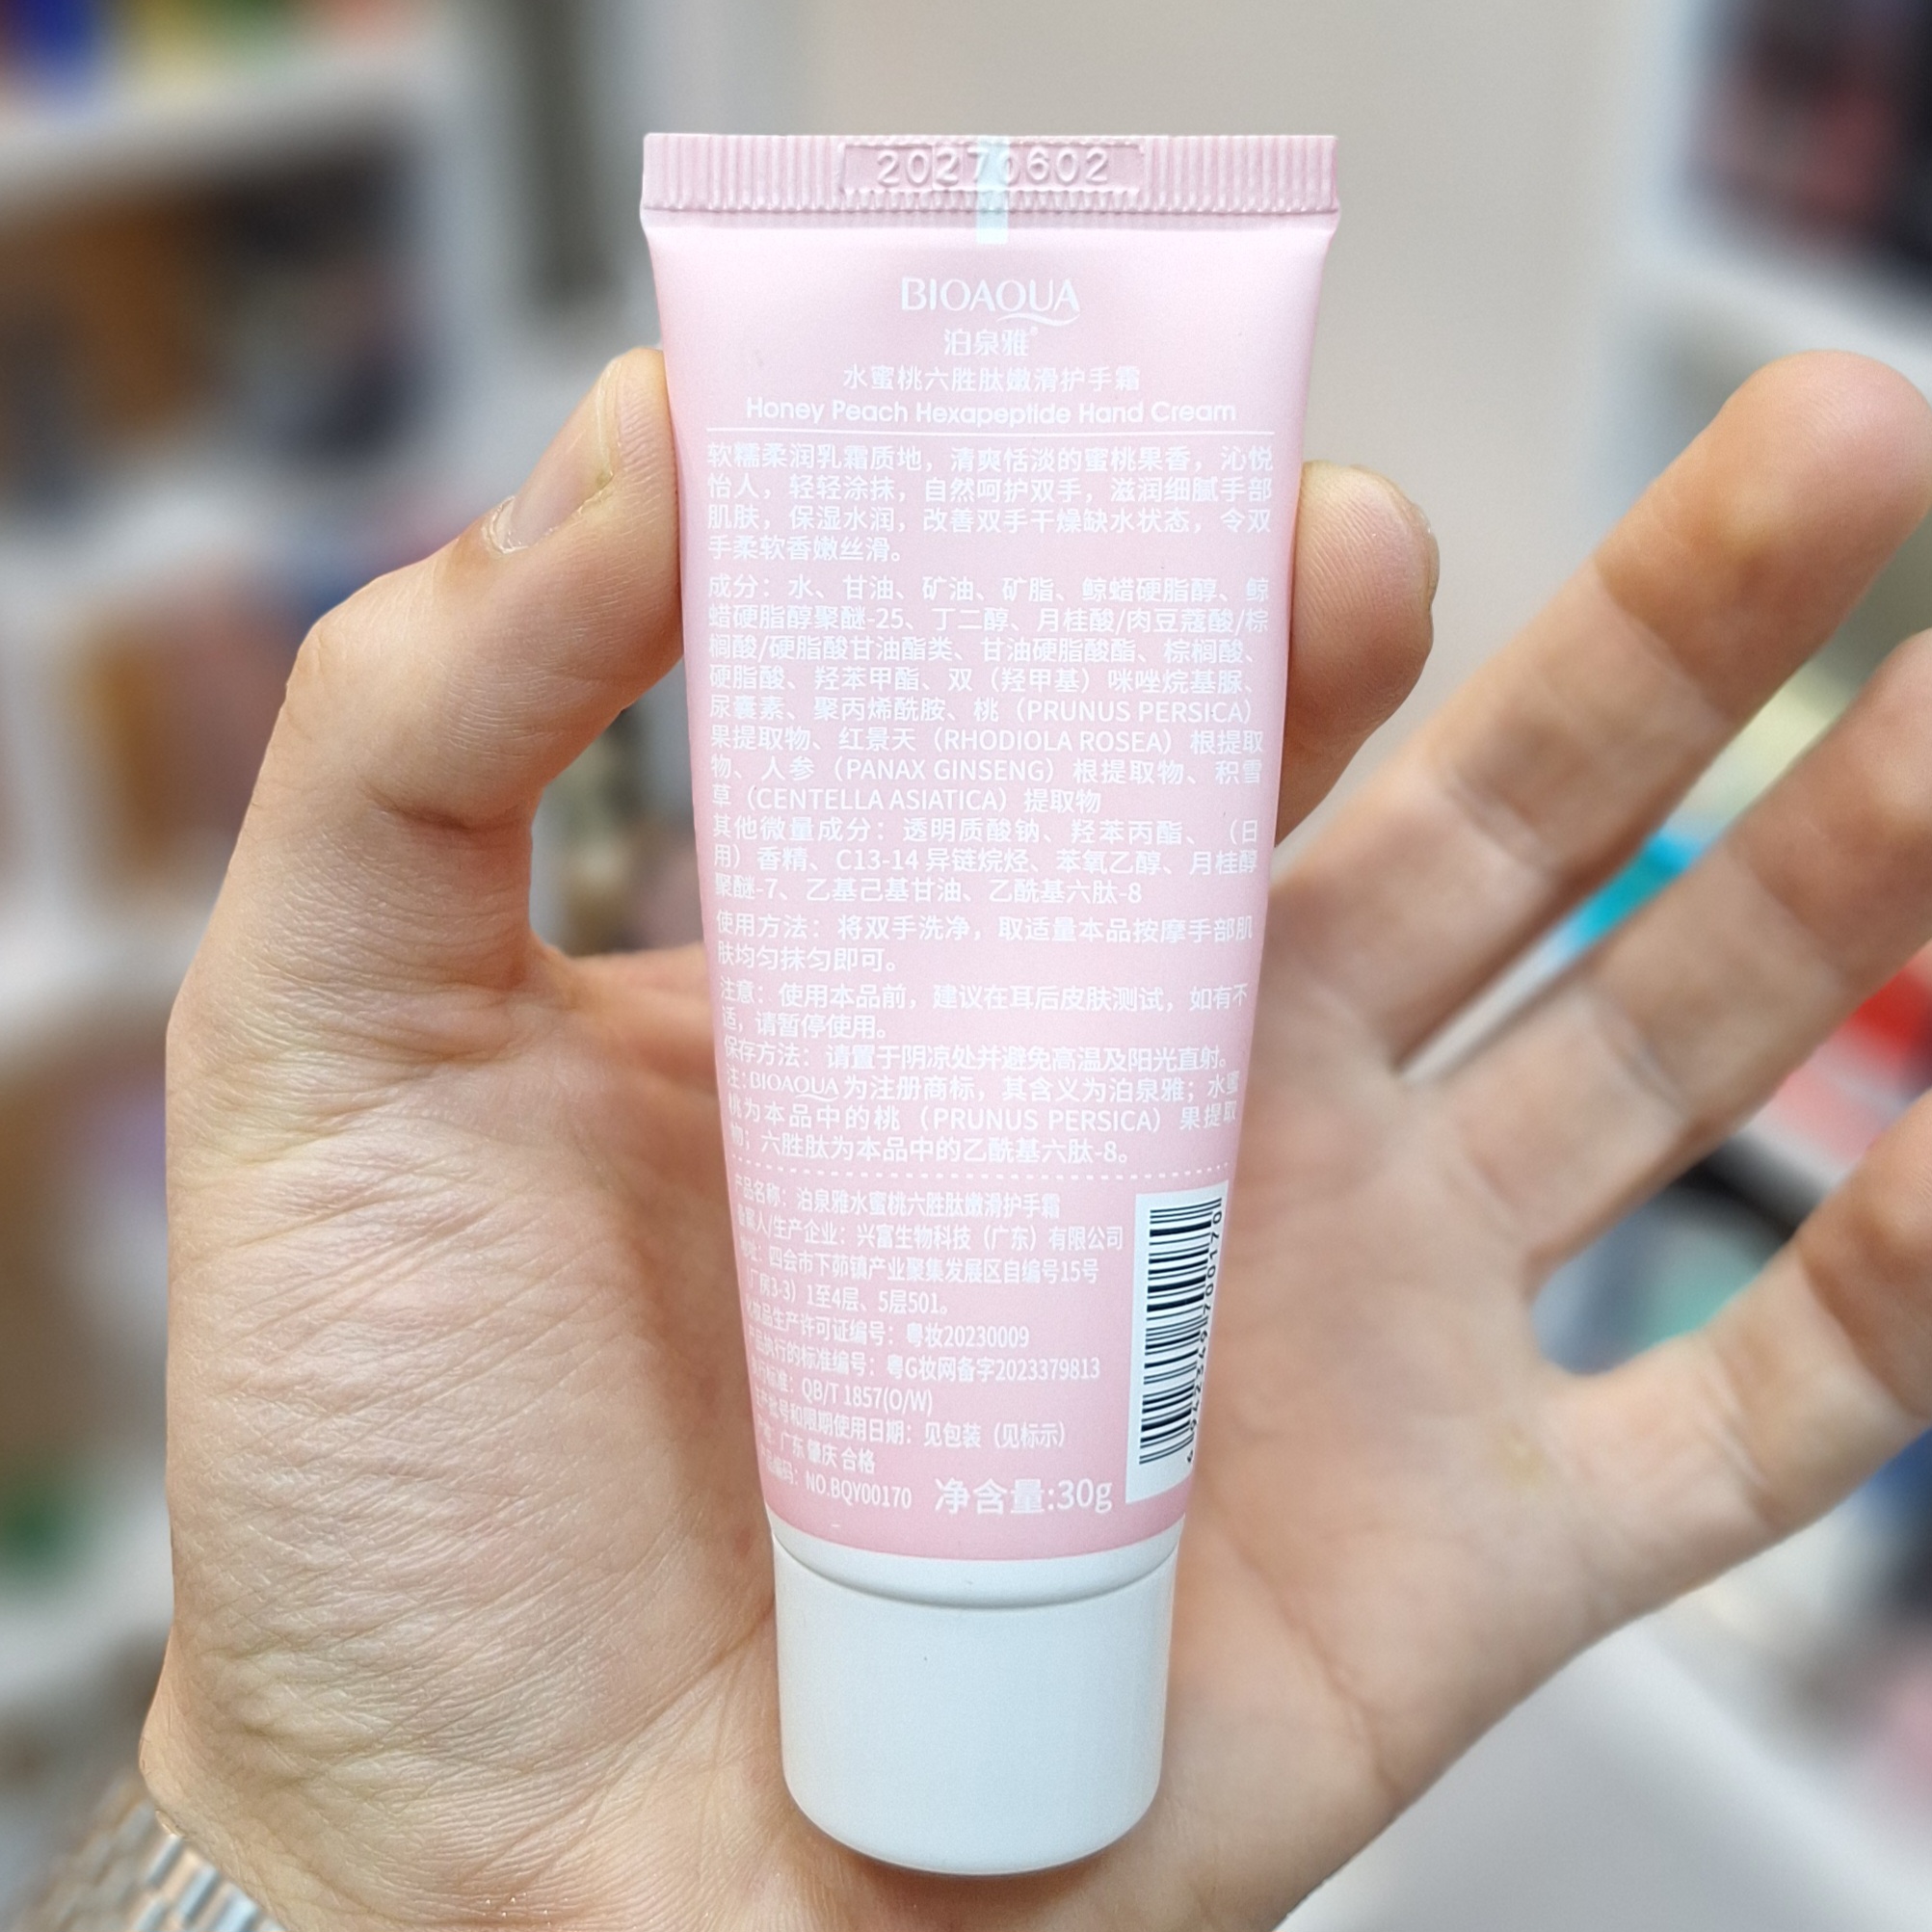 20270602
BIOAQUA
泊泉雅®
水蜜桃六胜肽嫩滑护手霜
Honey Peach Hexapeptide Hand Cream
软糯柔润乳霜质地，清爽恬淡的蜜桃果香，沁悦
怡人，轻轻涂抹，自然呵护双手，滋润细腻手部
肌肤，保湿水润，改善双手干燥缺水状态，令双
手柔软香嫩丝滑。
成分：水、甘油、矿油、矿脂、鲸蜡硬脂醇、鲸
蜡硬脂醇聚醚-25、丁二醇、月桂酸/肉豆蔻酸/棕
榈酸/硬脂酸甘油酯类、甘油硬脂酸酯、棕榈酸、
硬脂酸、羟苯甲酯、双（羟甲基）咪唑烷基脲、
尿囊素、聚丙烯酰胺、桃（PRUNUS PERSICA）
果提取物、红景天（RHODIOLA ROSEA）根提取
物、人参（PANAX GINSENG）根提取物、积雪
草（CENTELLA ASIATICA）提取物
其他微量成分：透明质酸钠、羟苯丙酯、（日
用）香精、C13-14 异链烷烃、苯氧乙醇、月桂醇
聚醚-7、乙基己基甘油、乙酰基六肽-8
使用方法：将双手洗净，取适量本品按摩手部肌
肤均匀抹匀即可。
注意：使用本品前，建议在耳后皮肤测试，如有不
适，请暂停使用。
保存方法：请置于阴凉处并避免高温及阳光直射。
注:BIOAQUA 为注册商标，其含义为泊泉雅；水蜜
桃为本品中的桃（PRUNUS PERSICA）果提取
物；六胜肽为本品中的乙酰基六肽-8。
产品名称：泊泉雅水蜜桃六胜肽嫩滑护手霜
备案人/生产企业：兴富生物科技（广东）有限公司
地址：四会市下茆镇产业聚集发展区自编号15号
（厂房3-3）1至4层、5层501。
化妆品生产许可证编号：粤妆20230009
产品执行的标准编号：粤G妆网备字2023379813
执行标准：QB/T 1857(O/W)
生产批号和限期使用日期：见包装（见标示）
产地：广东 肇庆 合格
编码：NO.BQY00170
净含量:30g